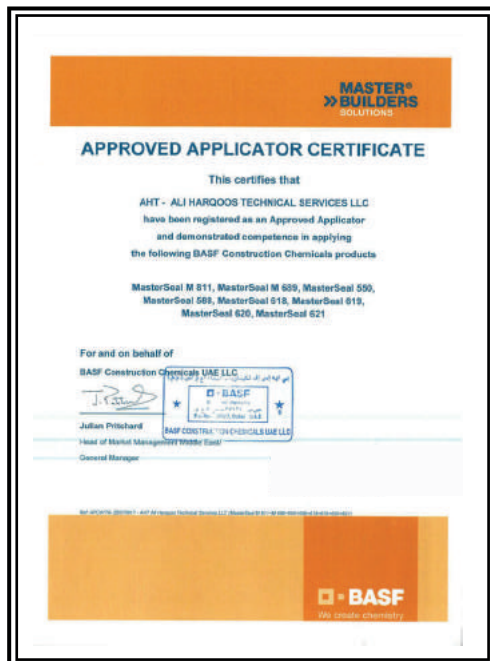 MASTER®
BUILDERS
SOLUTIONS
APPROVED APPLICATOR CERTIFICATE
This certifies that
AHT - ALI HARQOOS TECHNICAL SERVICES LLC
have been registered as an Approved Applicator
and demonstrated competence in applying
the following BASF Construction Chemicals products
MasterSeal M 811, MasterSeal M 689, MasterSeal 550,
MasterSeal 588, MasterSeal 618, MasterSeal 619,
MasterSeal 620, MasterSeal 621
For and on behalf of
BASF Construction Chemicals UAE LLC
BASF
BASF CONSTRUCTION CHEMICALS UAE LLC
Julian Pritchard
Head of Market Management Middle East/
General Manager
BASF
We create chemistry